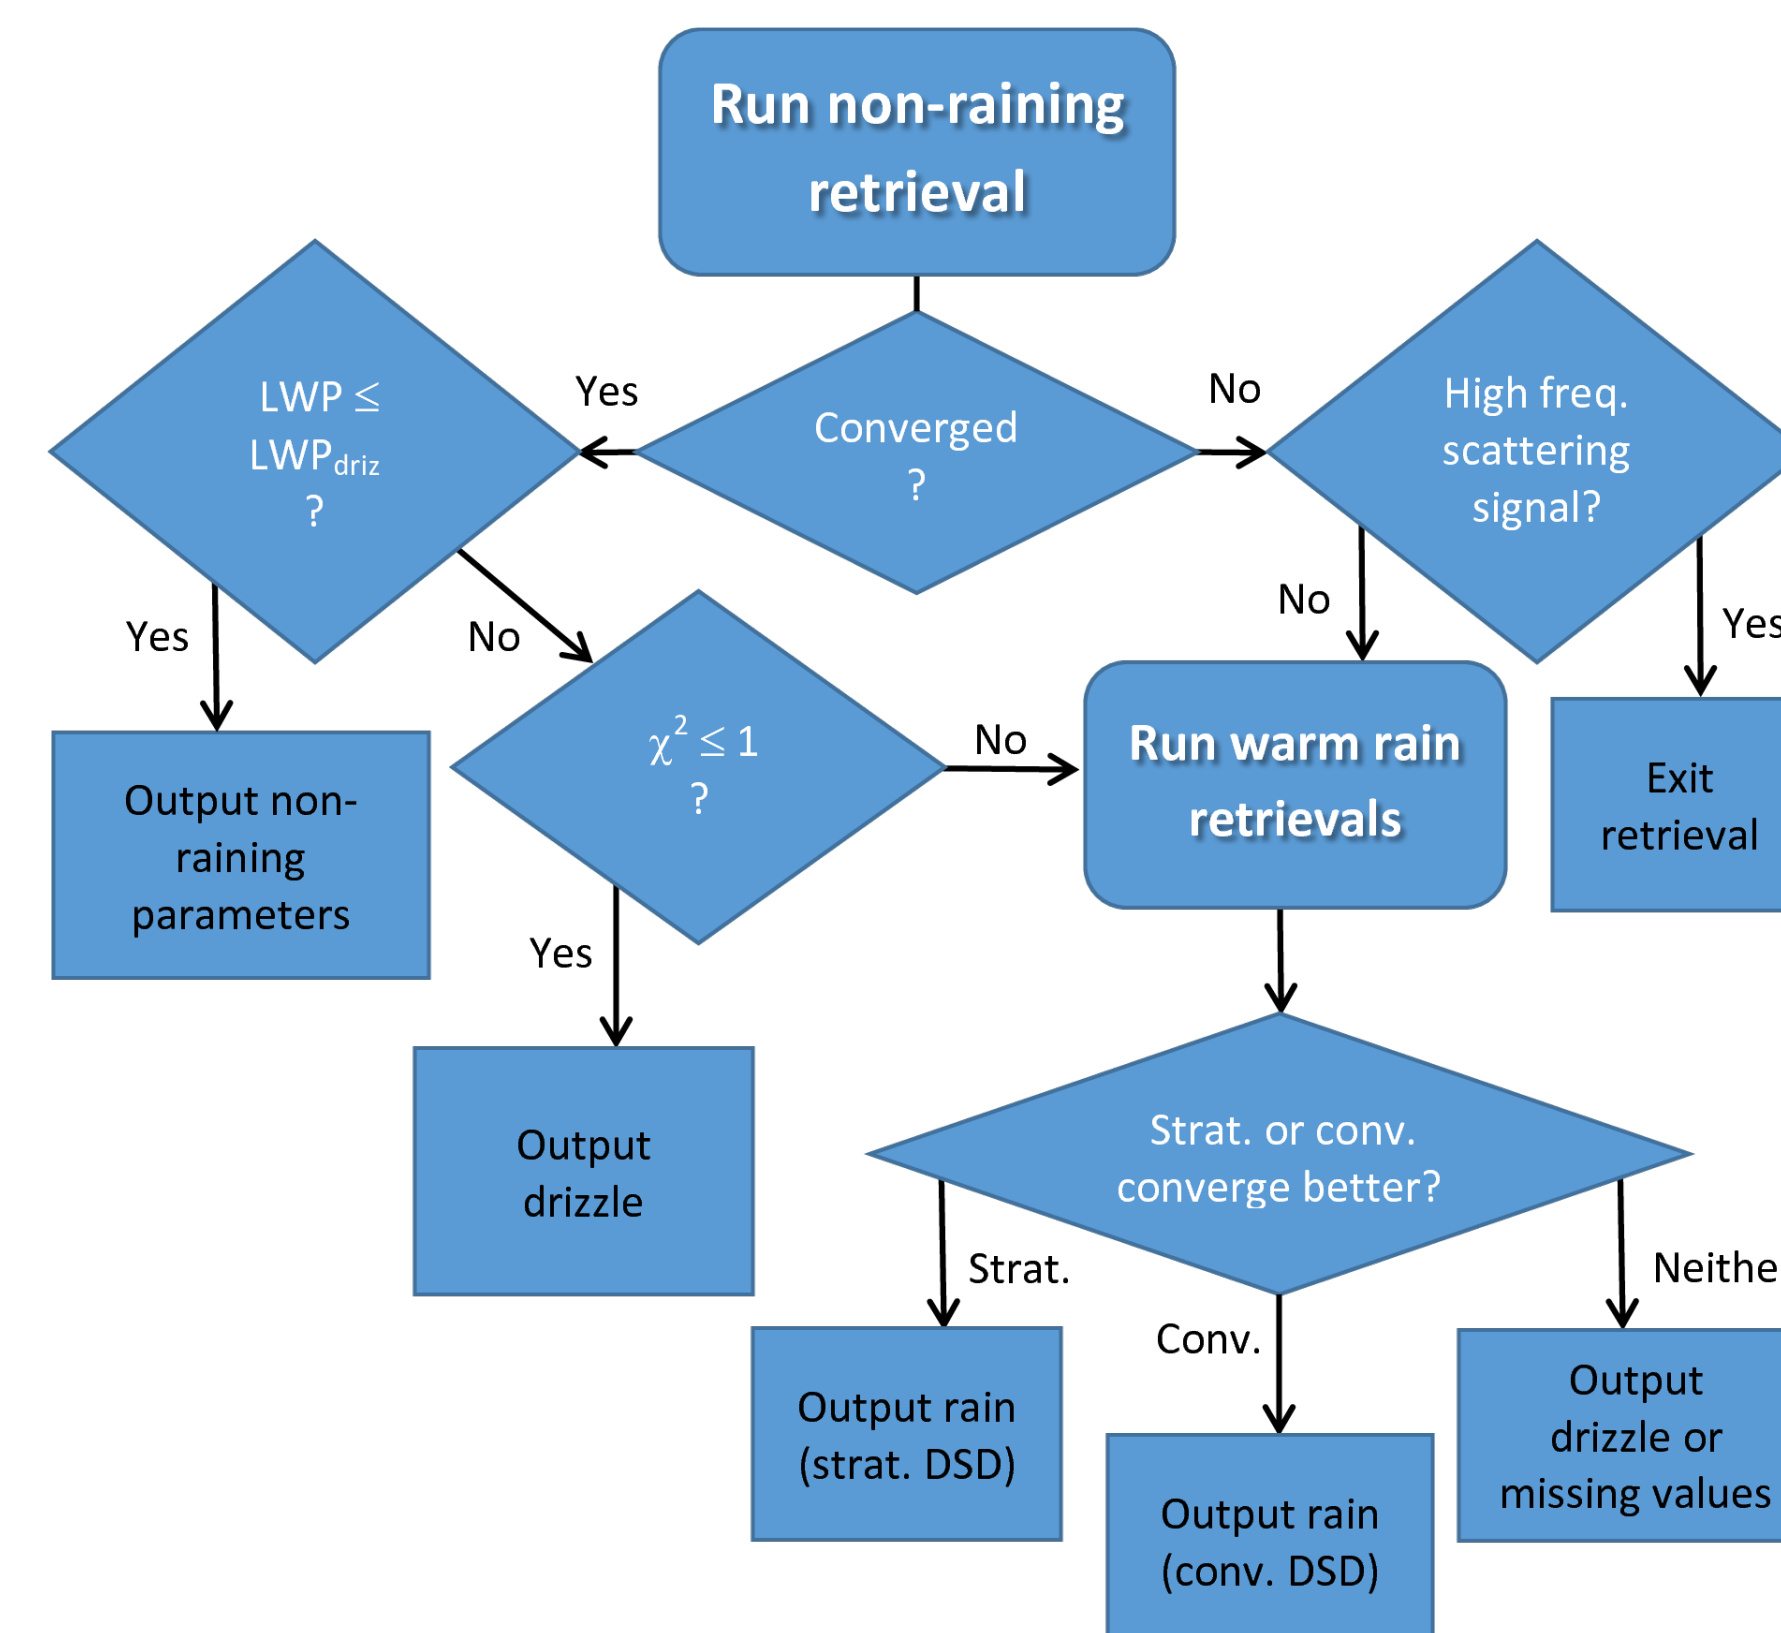 Run non-raining
retrieval
LWP ≤
LWPdriz
?
Yes
Converged
?
No
High freq.
scattering
signal?
Yes
No
No
Yes
Output non-
raining
parameters
χ² ≤ 1
?
No
Run warm rain
retrievals
Exit
retrieval
Yes
Output
drizzle
Strat. or conv.
converge better?
Strat.
Conv.
Neithe
Output rain
(strat. DSD)
Output rain
(conv. DSD)
Output
drizzle or
missing values